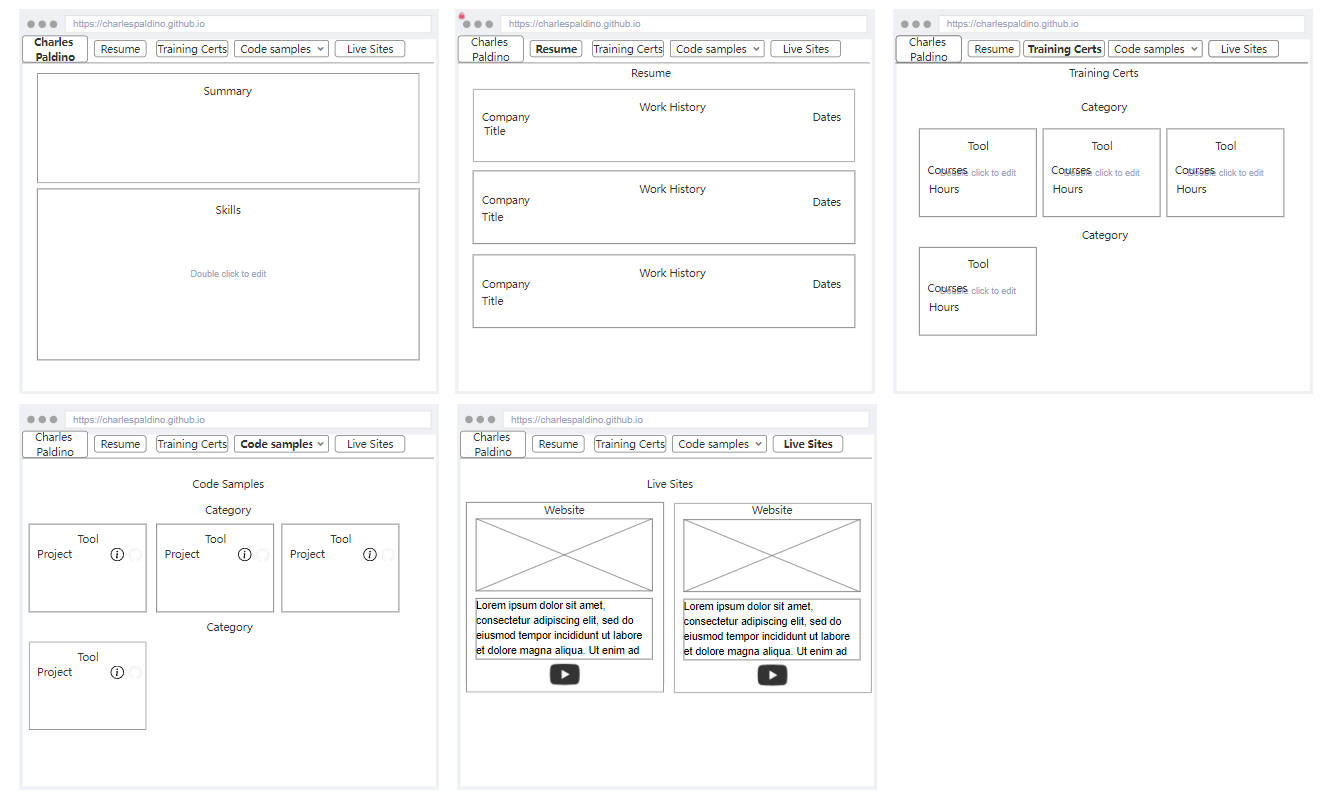 https://charlespaldino.github.io
Charles
Paldino
Resume
Training Certs
Code samples
Live Sites
Summary
Skills
Double click to edit
https://charlespaldino.github.io
Charles
Paldino
Resume
Training Certs
Code samples
Live Sites
Resume
Work History
Company
Dates
Title
Work History
Company
Dates
Title
Work History
Company
Dates
Title
https://charlespaldino.github.io
Charles
Paldino
Resume
Training Certs
Code samples
Live Sites
Training Certs
Category
Tool
Courses
Double click to edit
Hours
Tool
Courses
Double click to edit
Hours
Tool
Courses
Double click to edit
Hours
Category
Tool
Courses
Double click to edit
Hours
https://charlespaldino.github.io
Charles
Paldino
Resume
Training Certs
Code samples
Live Sites
Code Samples
Category
Tool
Project
Tool
Project
Tool
Project
Category
Tool
Project
https://charlespaldino.github.io
Charles
Paldino
Resume
Training Certs
Code samples
Live Sites
Live Sites
Website
Lorem ipsum dolor sit amet,
consectetur adipiscing elit, sed do
eiusmod tempor incididunt ut labore
et dolore magna aliqua. Ut enim ad
Website
Lorem ipsum dolor sit amet,
consectetur adipiscing elit, sed do
eiusmod tempor incididunt ut labore
et dolore magna aliqua. Ut enim ad